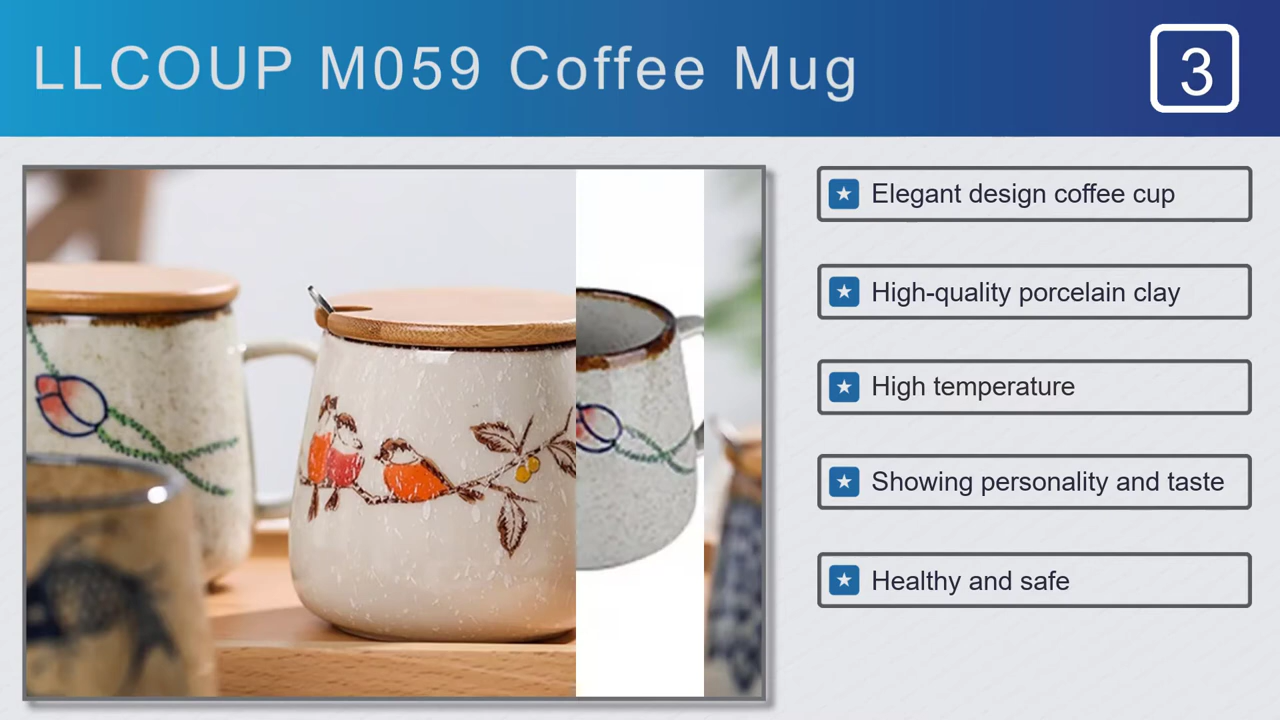 LLCOUP M059 Coffee Mug
3
Elegant design coffee cup
High-quality porcelain clay
High temperature
Showing personality and taste
Healthy and safe